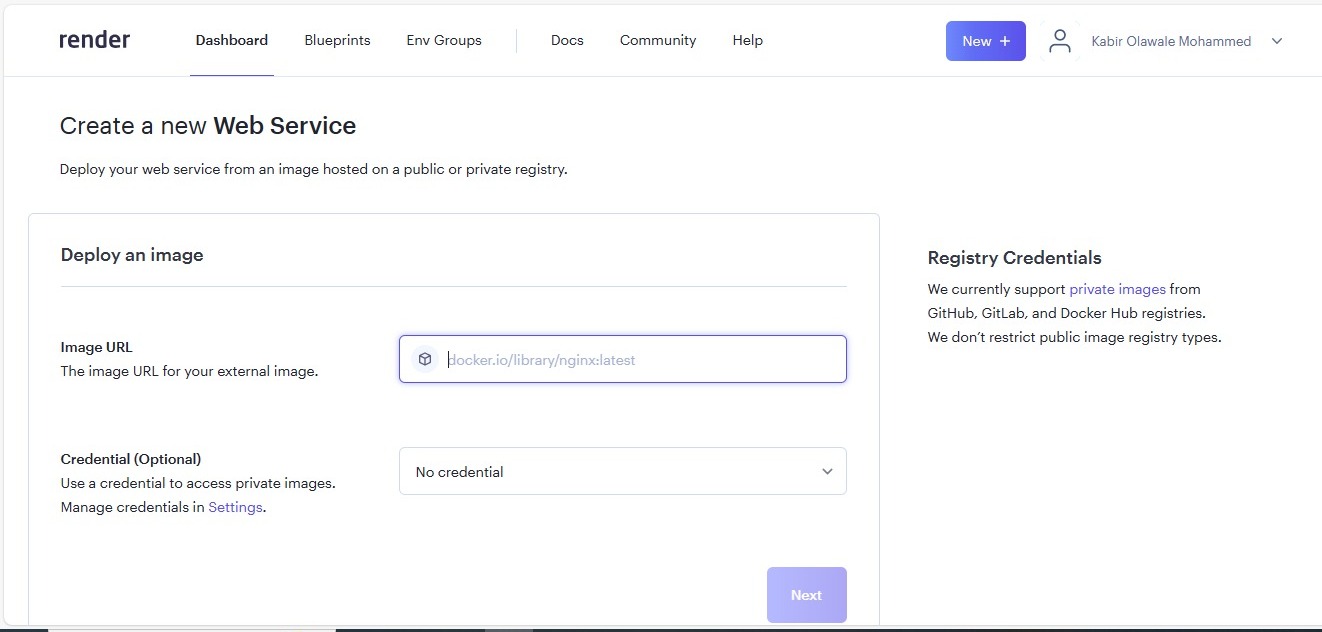 render
Dashboard
Blueprints
Env Groups
Docs
Community
Help
New +
Kabir Olawale Mohammed
Create a new Web Service
Deploy your web service from an image hosted on a public or private registry.
Deploy an image
Image URL
The image URL for your external image.
docker.io/library/nginx:latest
Credential (Optional)
Use a credential to access private images.
Manage credentials in Settings.
No credential
Next
Registry Credentials
We currently support private images from
GitHub, GitLab, and Docker Hub registries.
We don’t restrict public image registry types.